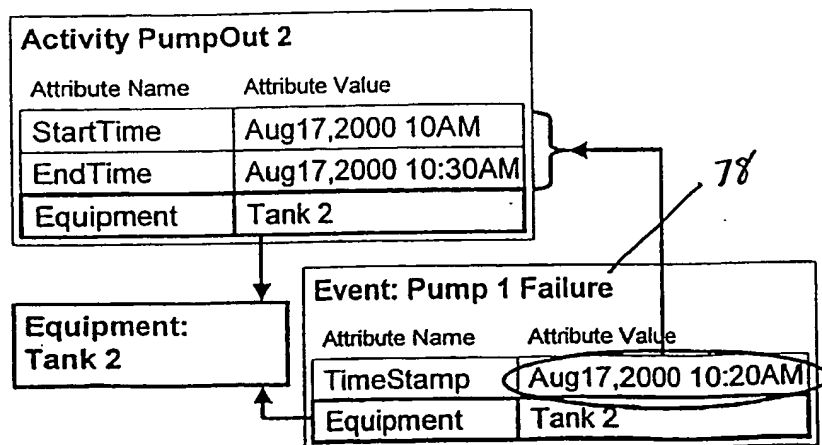 Activity PumpOut 2
Attribute Name Attribute Value
StartTime Aug17,2000 10AM
EndTime Aug17,2000 10:30AM
Equipment Tank 2
78
Equipment:
Tank 2
Event: Pump 1 Failure
Attribute Name Attribute Value
TimeStamp Aug17,2000 10:20AM
Equipment Tank 2